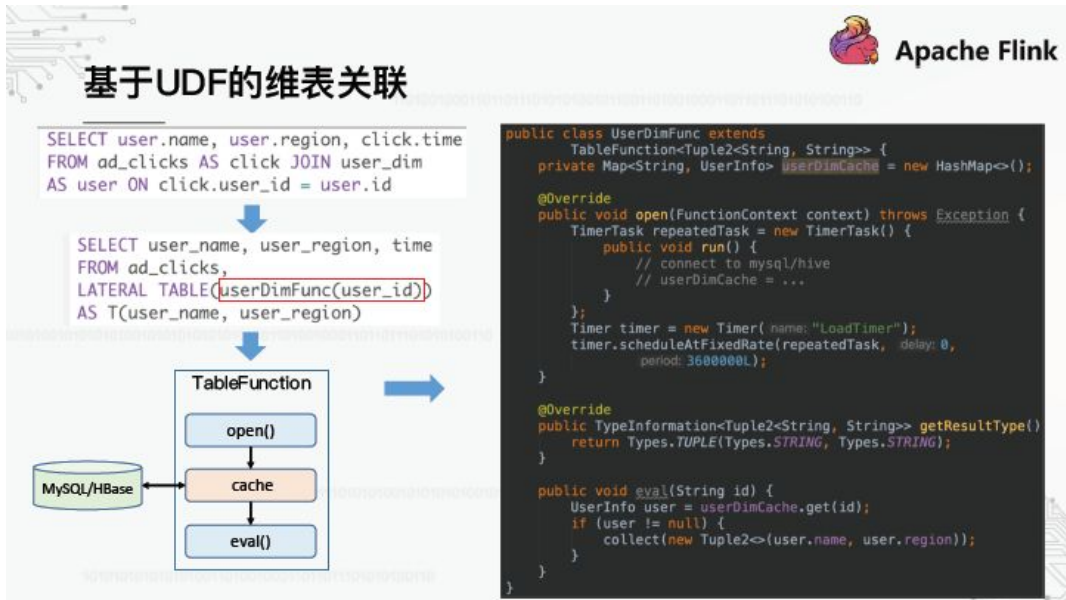 Apache Flink
基于UDF的维表关联
SELECT user.name, user.region, click.time
FROM ad_clicks AS click JOIN user_dim
AS user ON click.user_id = user.id
SELECT user_name, user_region, time
FROM ad_clicks,
LATERAL TABLE(userDimFunc(user_id))
AS T(user_name, user_region)
TableFunction
open()
MySQL/HBase
cache
eval()
public class UserDimFunc extends
TableFunction<Tuple2<String, String>> {
private Map<String, UserInfo> userDimCache = new HashMap<>();
@Override
public void open(FunctionContext context) throws Exception {
TimerTask repeatedTask = new TimerTask() {
public void run() {
// connect to mysql/hive
// userDimCache = ...
}
};
Timer timer = new Timer( name: "LoadTimer");
timer.scheduleAtFixedRate(repeatedTask, delay: 0,
period: 3600000L);
}
@Override
public TypeInformation<Tuple2<String, String>> getResultType()
return Types.TUPLE(Types.STRING, Types.STRING);
}
public void eval(String id) {
UserInfo user = userDimCache.get(id);
if (user != null) {
collect(new Tuple2<>(user.name, user.region));
}
}
}